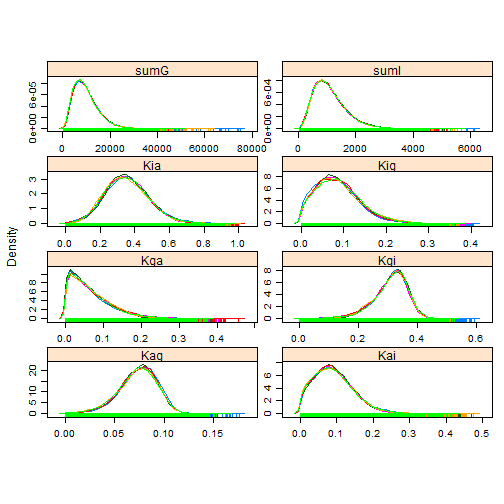 Density
sumG
0e+00 6e-05
0 20000 40000 60000 80000
sumI
0e+00 6e-04
0 2000 4000 6000
Kia
0 1 2 3
0.0 0.2 0.4 0.6 0.8 1.0
Kig
0 2 4 6 8
0.0 0.1 0.2 0.3 0.4
Kga
0 2 4 6 8
0.0 0.1 0.2 0.3 0.4
Kgi
0 2 4 6 8
0.0 0.1 0.2 0.3 0.4 0.5 0.6
Kag
0 5 10 20
0.00 0.05 0.10 0.15
Kai
0 2 4 6
0.0 0.1 0.2 0.3 0.4 0.5